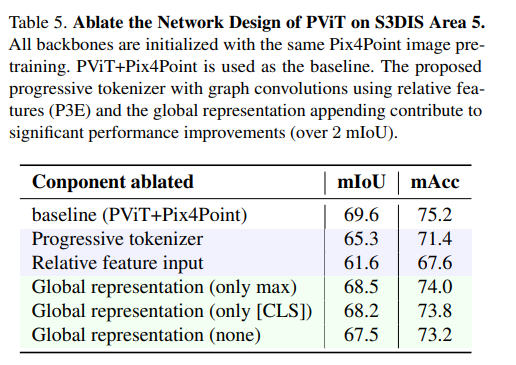 Table 5. Ablate the Network Design of PViT on S3DIS Area 5.
All backbones are initialized with the same Pix4Point image pre-
training. PViT+Pix4Point is used as the baseline. The proposed
progressive tokenizer with graph convolutions using relative fea-
tures (P3E) and the global representation appending contribute to
significant performance improvements (over 2 mIoU).
Conponent ablated mIoU mAcc
baseline (PViT+Pix4Point) 69.6 75.2
Progressive tokenizer 65.3 71.4
Relative feature input 61.6 67.6
Global representation (only max) 68.5 74.0
Global representation (only [CLS]) 68.2 73.8
Global representation (none) 67.5 73.2